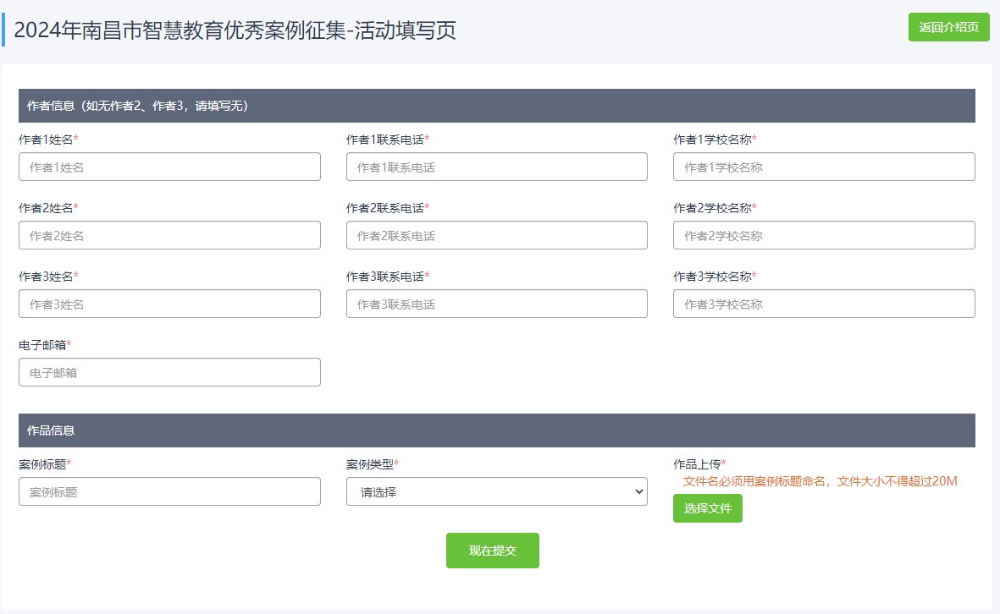 2024年南昌市智慧教育优秀案例征集-活动填写页
返回介绍页
作者信息（如无作者2、作者3，请填写无）
作者1姓名* 作者1联系电话* 作者1学校名称*
作者1姓名 作者1联系电话 作者1学校名称
作者2姓名* 作者2联系电话* 作者2学校名称*
作者2姓名 作者2联系电话 作者2学校名称
作者3姓名* 作者3联系电话* 作者3学校名称*
作者3姓名 作者3联系电话 作者3学校名称
电子邮箱*
电子邮箱
作品信息
案例标题* 案例类型* 作品上传*
文件名必须用案例标题命名，文件大小不得超过20M
案例标题 请选择 选择文件
现在提交